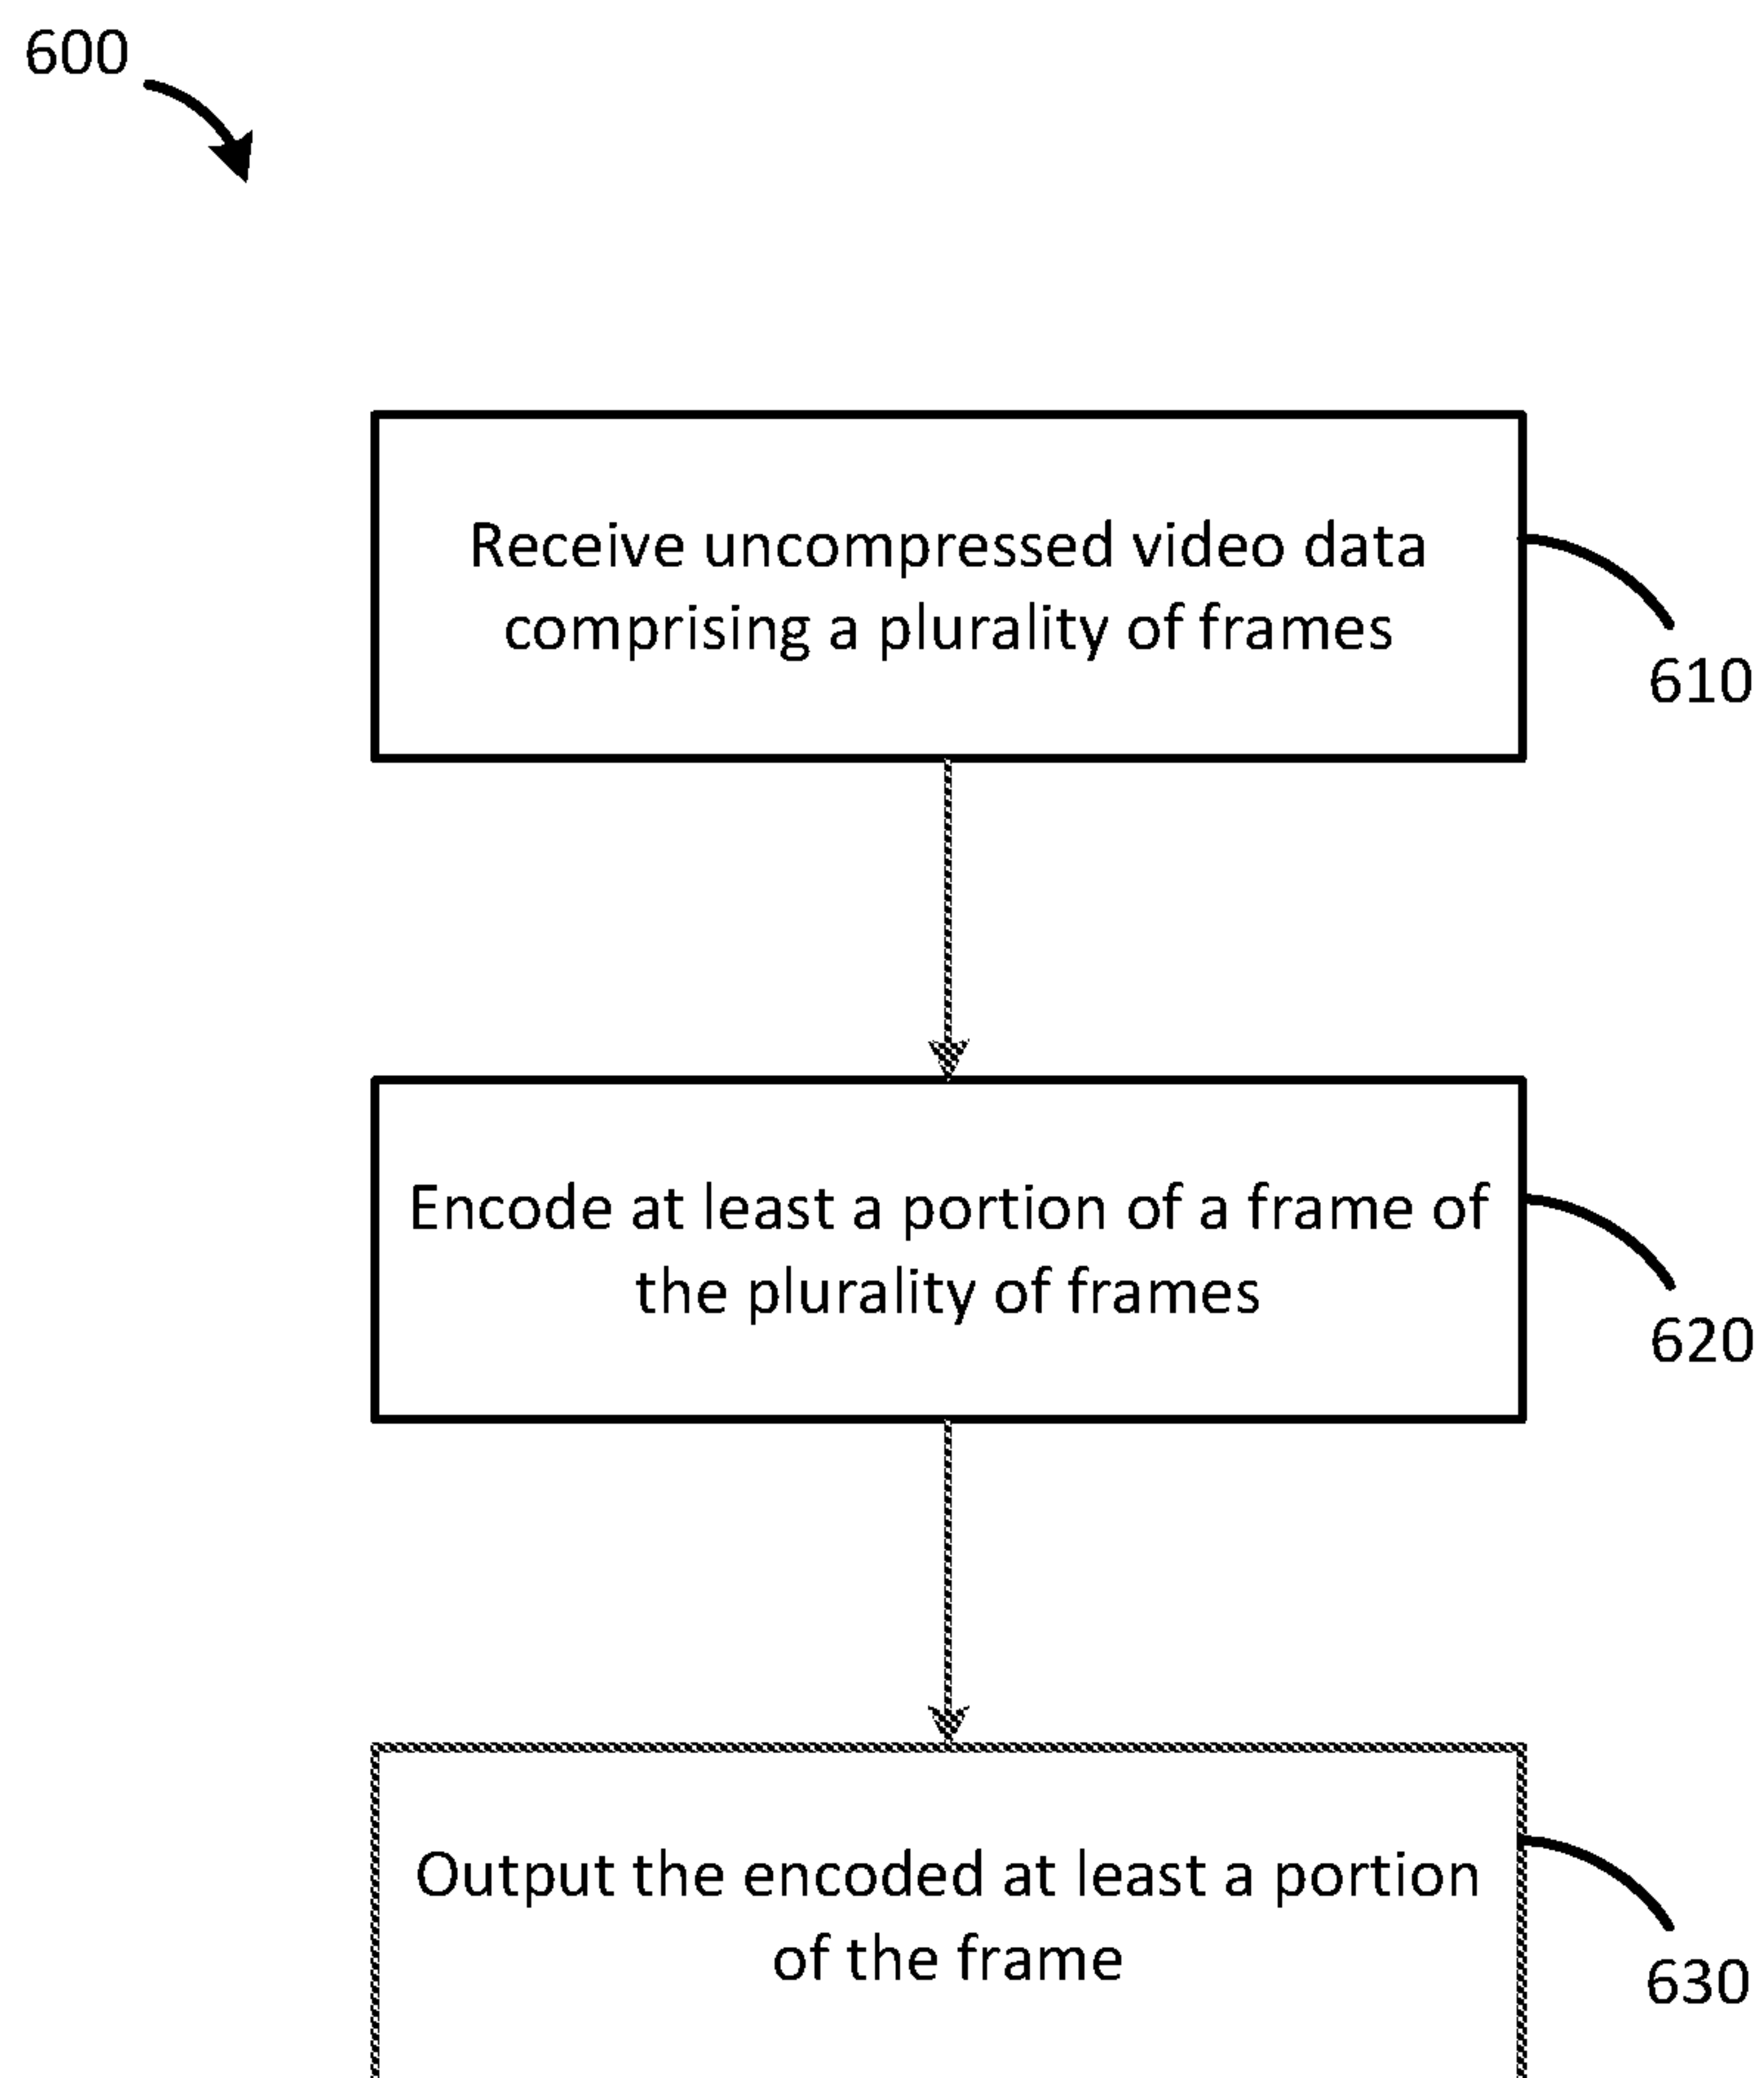 600
Receive uncompressed video data
comprising a plurality of frames
610
Encode at least a portion of a frame of
the plurality of frames
620
Output the encoded at least a portion
of the frame
630